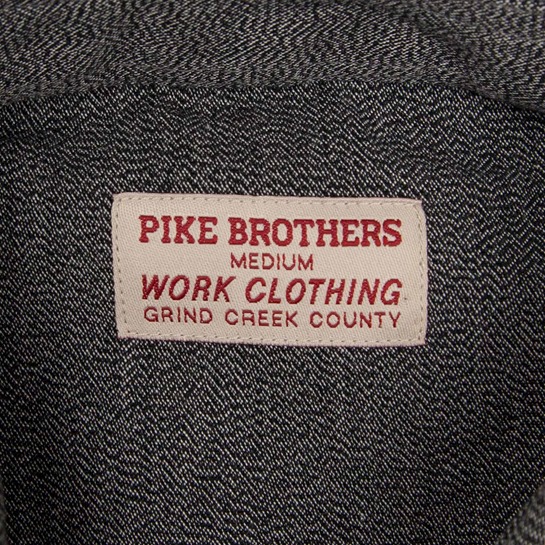 PIKE BROTHERS
MEDIUM
WORK CLOTHING
GRIND CREEK COUNTY